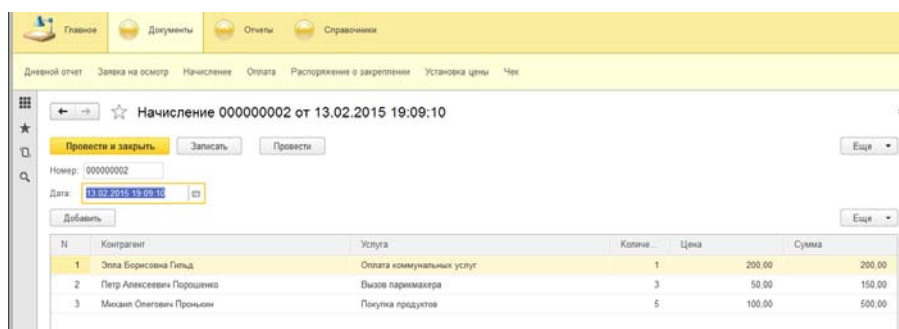 Главное Документы Отчеты Справочники
Дневной отчет Заявка на осмотр Начисление Оплата Распоряжение о закреплении Установка цены Чек
Начисление 000000002 от 13.02.2015 19:09:10
Провести и закрыть Записать Провести Еще
Номер: 000000002
Дата: 13.02.2015 19:09:10
Добавить Еще
N Контрагент Услуга Количе... Цена Сумма
1 Элла Борисовна Гильд Оплата коммунальных услуг 1 200,00 200,00
2 Петр Алексеевич Порошенко Вызов парикмахера 3 50,00 150,00
3 Михаил Олегович Пронькин Покупка продуктов 5 100,00 500,00